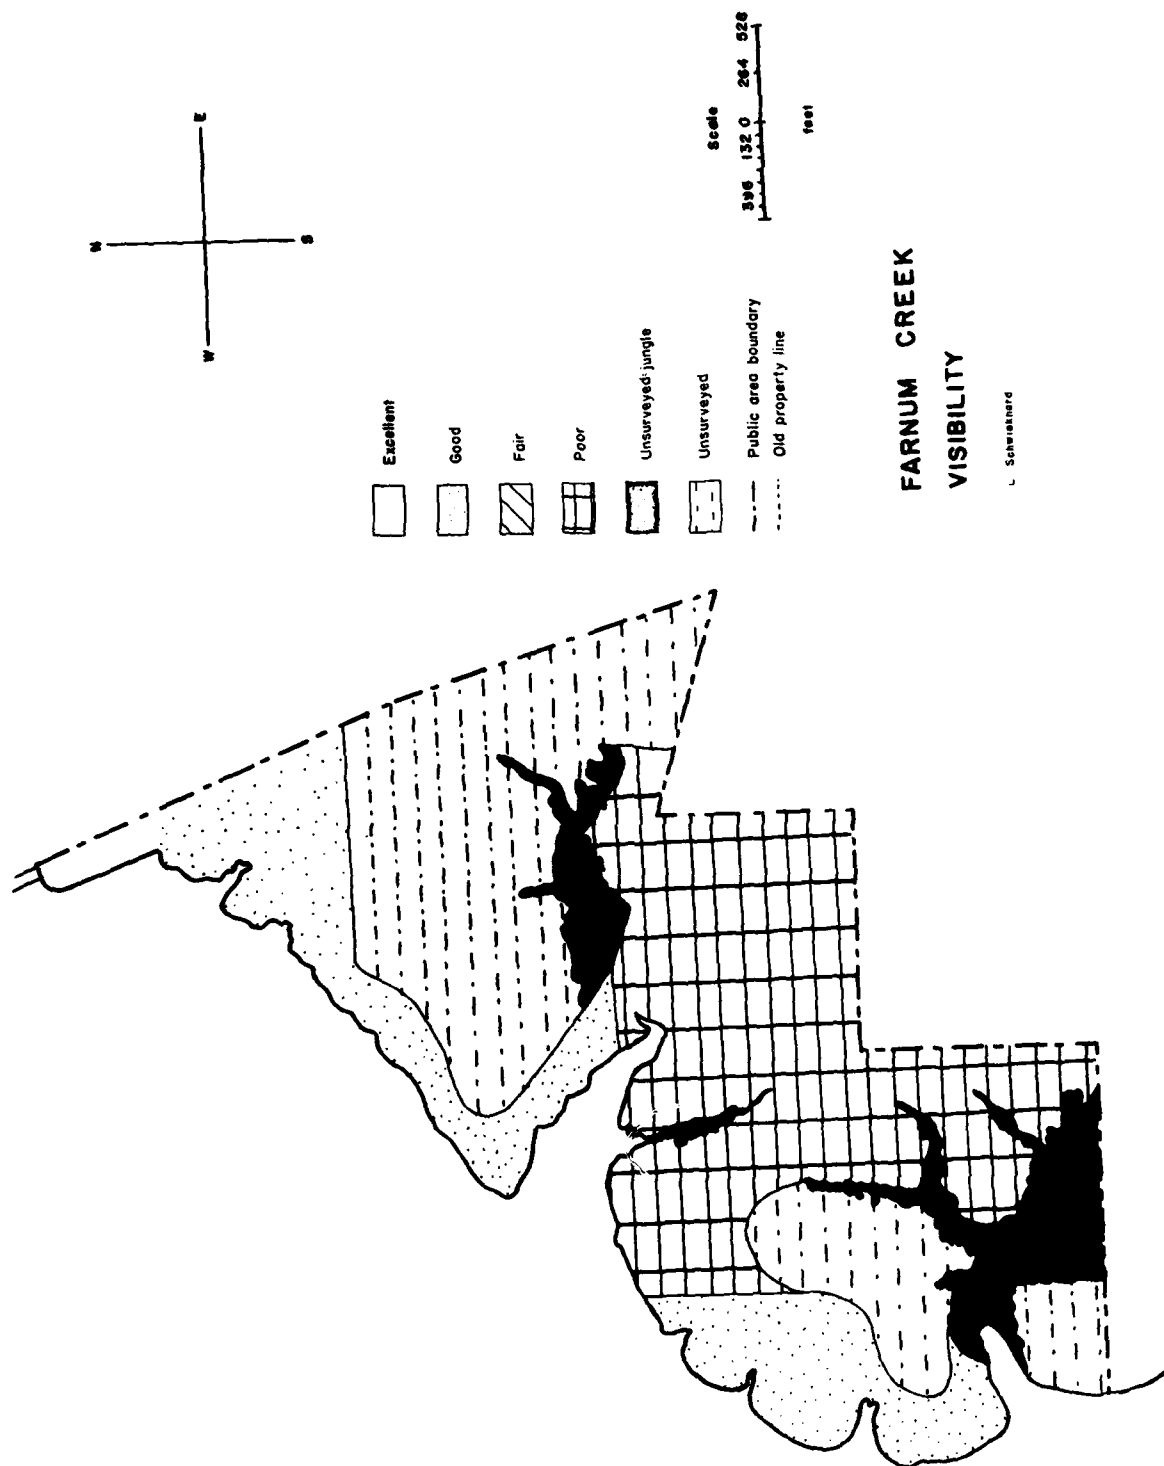 N
E
W
S
Scale
396 132 0 264 528
feet
Excellent
Good
Fair
Poor
Unsurveyed:jungle
Unsurveyed
Public area boundary
Old property line
FARNUM CREEK
VISIBILITY
L Schwieknard